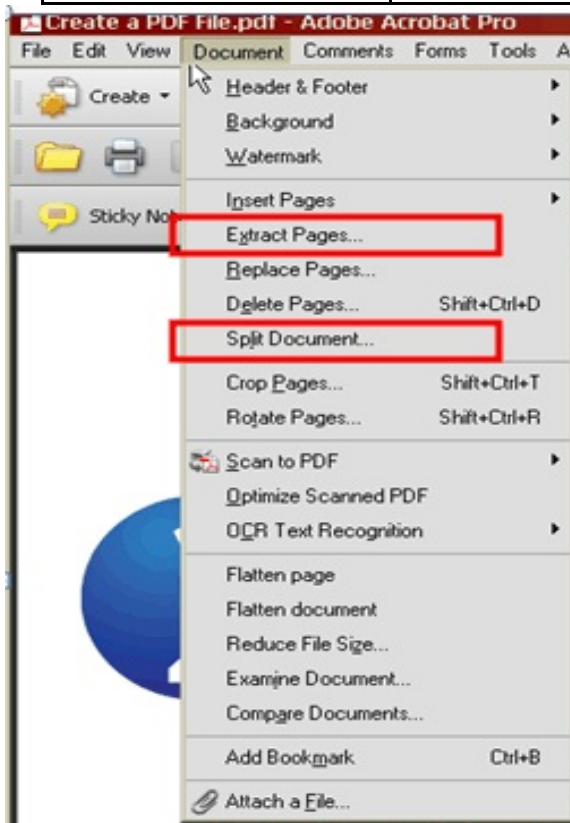 Create a PDF File.pdf - Adobe Acrobat Pro
File Edit View Document Comments Forms Tools A
Create
Header & Footer
Background
Watermark
Insert Pages
Sticky Not
Extract Pages...
Replace Pages...
Delete Pages... Shift+Ctrl+D
Split Document...
Crop Pages... Shift+Ctrl+T
Rotate Pages... Shift+Ctrl+R
Scan to PDF
Optimize Scanned PDF
OCR Text Recognition
Flatten page
Flatten document
Reduce File Size...
Examine Document...
Compare Documents...
Add Bookmark Ctrl+B
Attach a File...